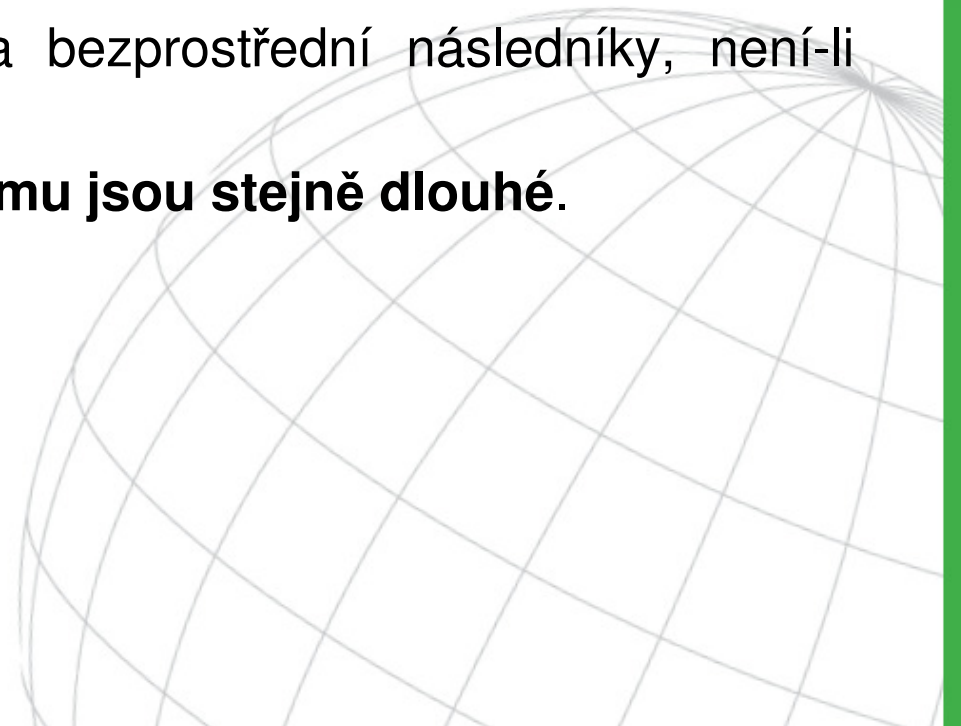 a bezprostřední následníky, není-li
mu jsou stejně dlouhé.